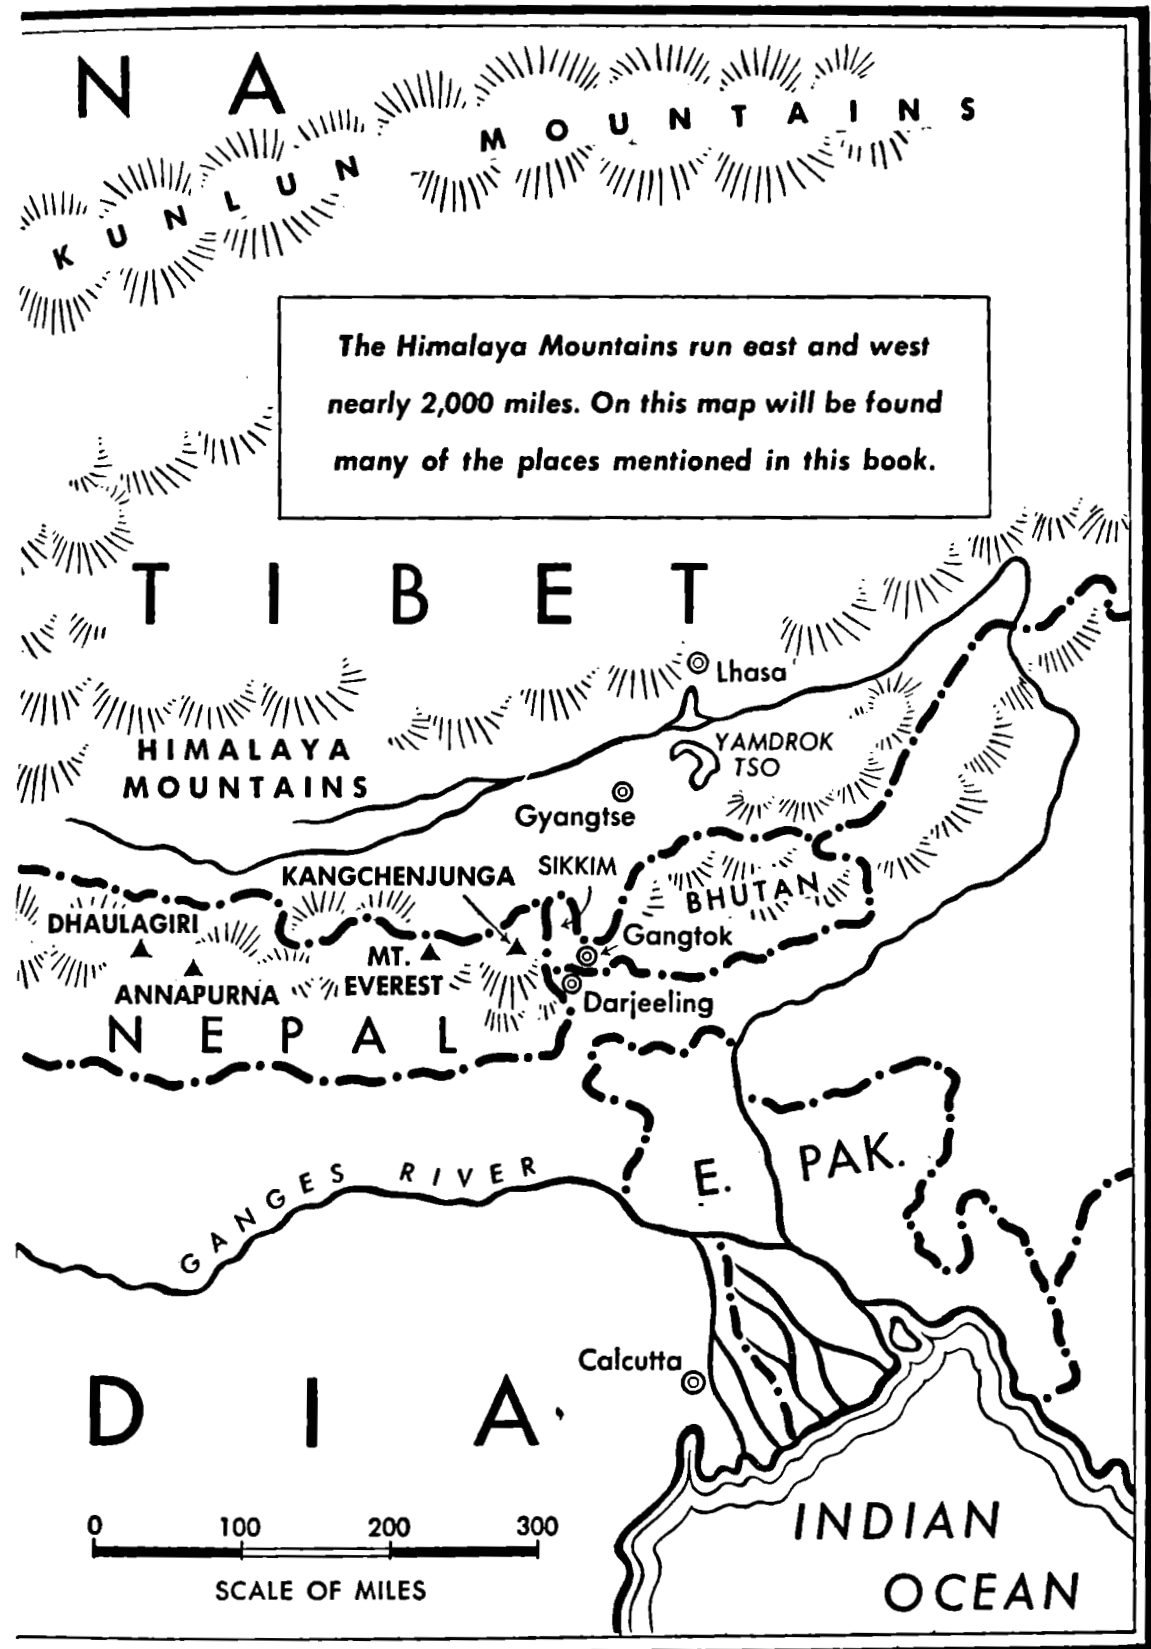 N A
KUNLUN MOUNTAINS
The Himalaya Mountains run east and west
nearly 2,000 miles. On this map will be found
many of the places mentioned in this book.
TIBET
Lhasa
HIMALAYA
MOUNTAINS
YAMDROK
TSO
Gyangtse
KANGCHENJUNGA
SIKKIM
BHUTAN
DHAULAGIRI
Gangtok
MT.
EVEREST
ANNAPURNA
Darjeeling
NEPAL
E. PAK.
GANGES RIVER
Calcutta
D I A
INDIAN
OCEAN
0 100 200 300
SCALE OF MILES